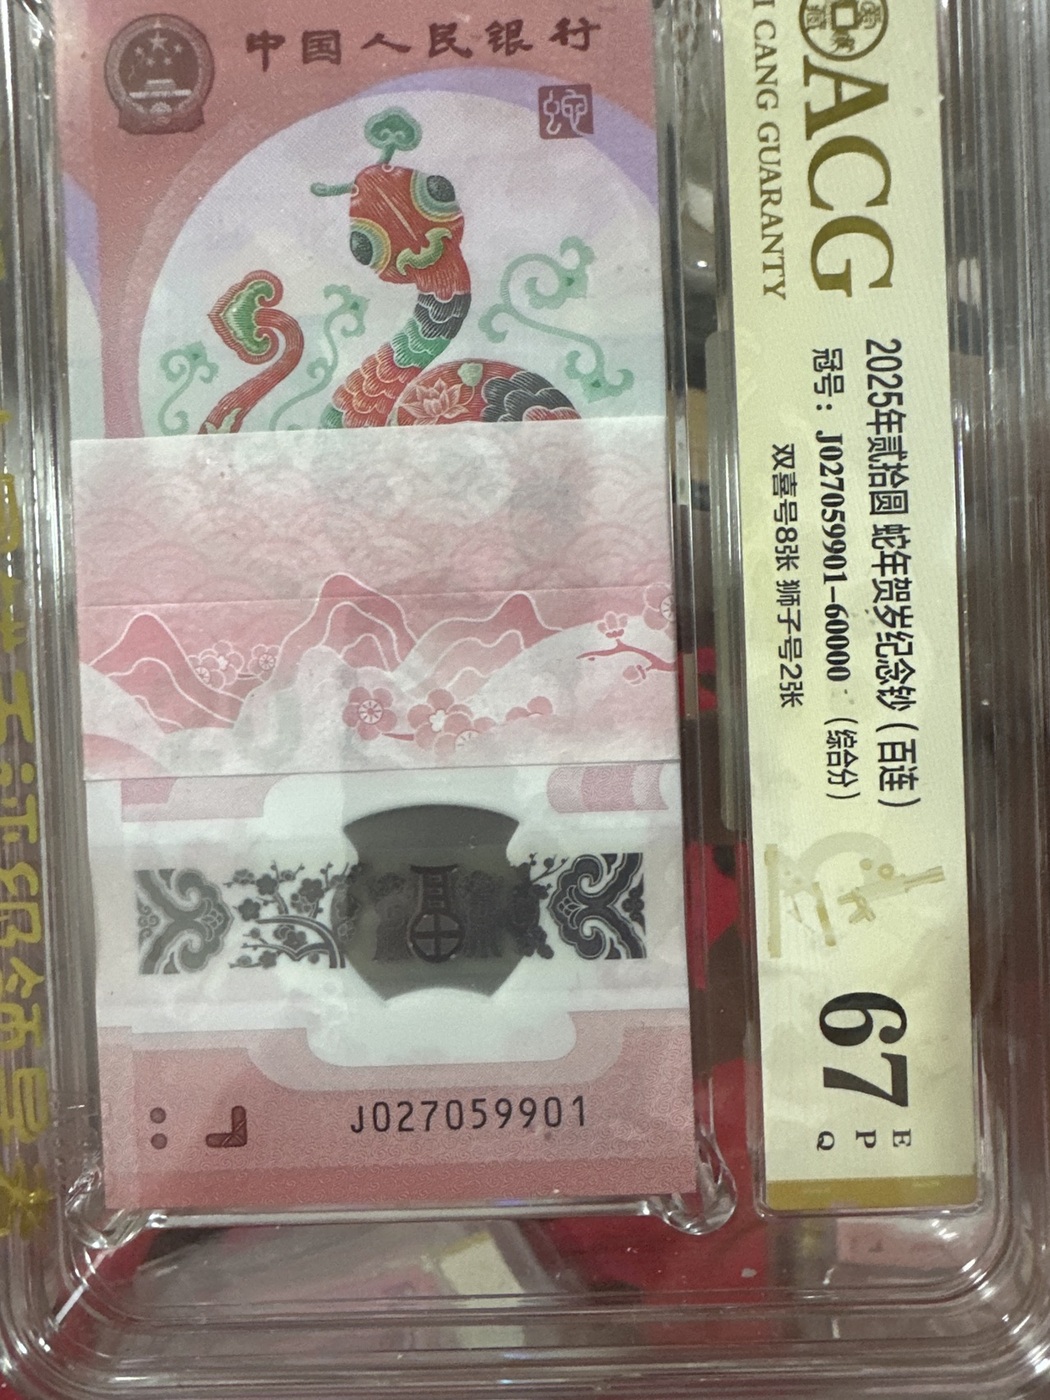 中国人民银行
J027059901
ACG
I CANG GUARANTY
2025年贰拾圆 蛇年贺岁纪念钞（百连）
冠号：J027059901-60000（综合分）
双喜号8张 狮子号2张
67
E
P
Q